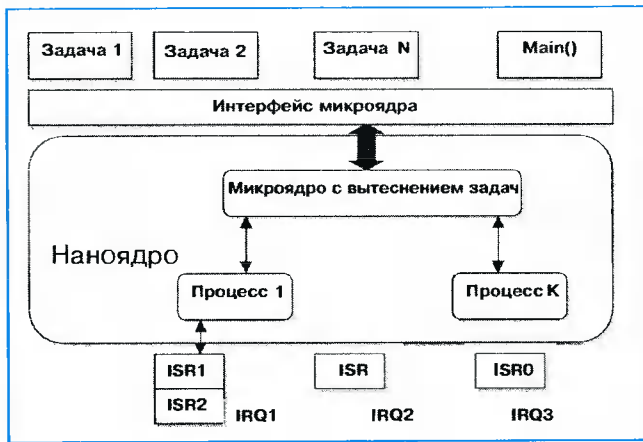 Задача 1
Задача 2
Задача N
Main()
Интерфейс микроядра
Микроядро с вытеснением задач
Наноядро
Процесс 1
Процесс K
ISR1
ISR
ISR0
ISR2
IRQ1
IRQ2
IRQ3